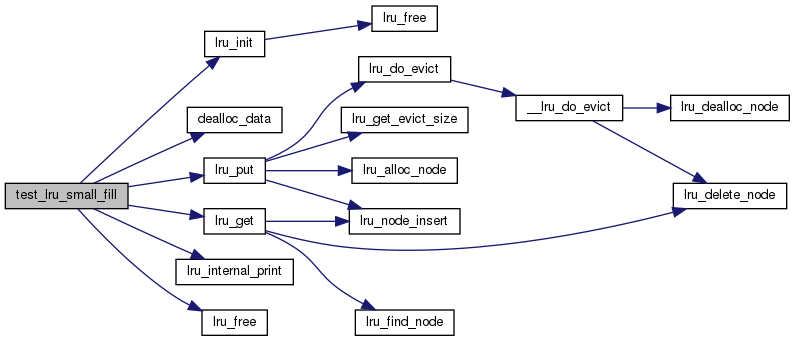 test_lru_small_fill
lru_init
lru_free
dealloc_data
lru_put
lru_do_evict
__lru_do_evict
lru_dealloc_node
lru_get_evict_size
lru_alloc_node
lru_node_insert
lru_delete_node
lru_get
lru_find_node
lru_internal_print
lru_free